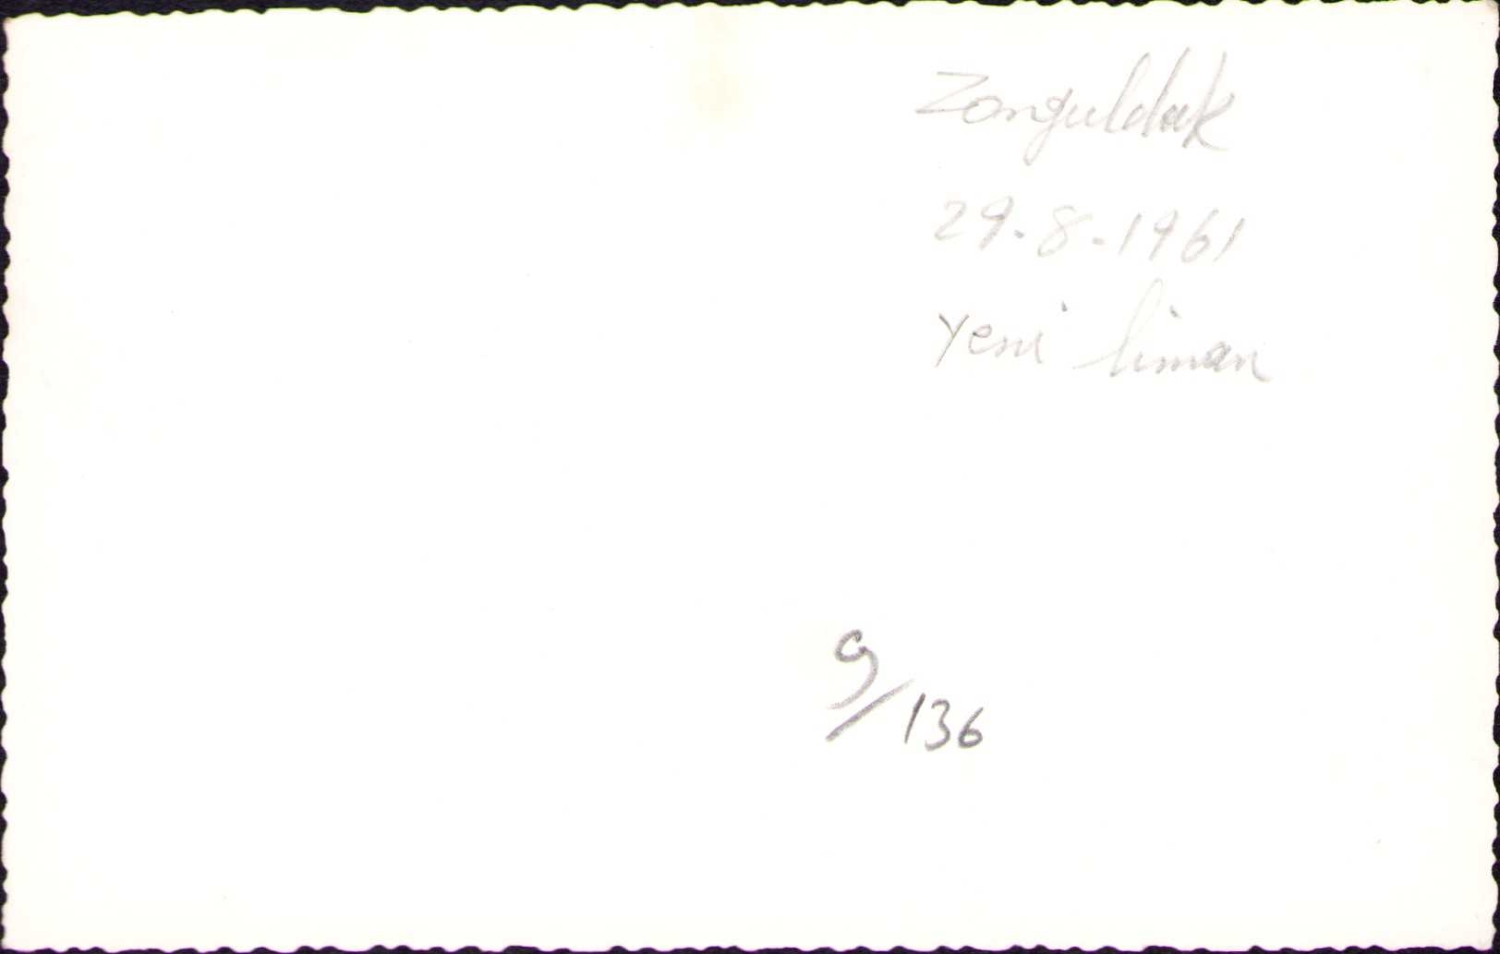 Zonguldak
29.8.1961
Yeni liman
9/136